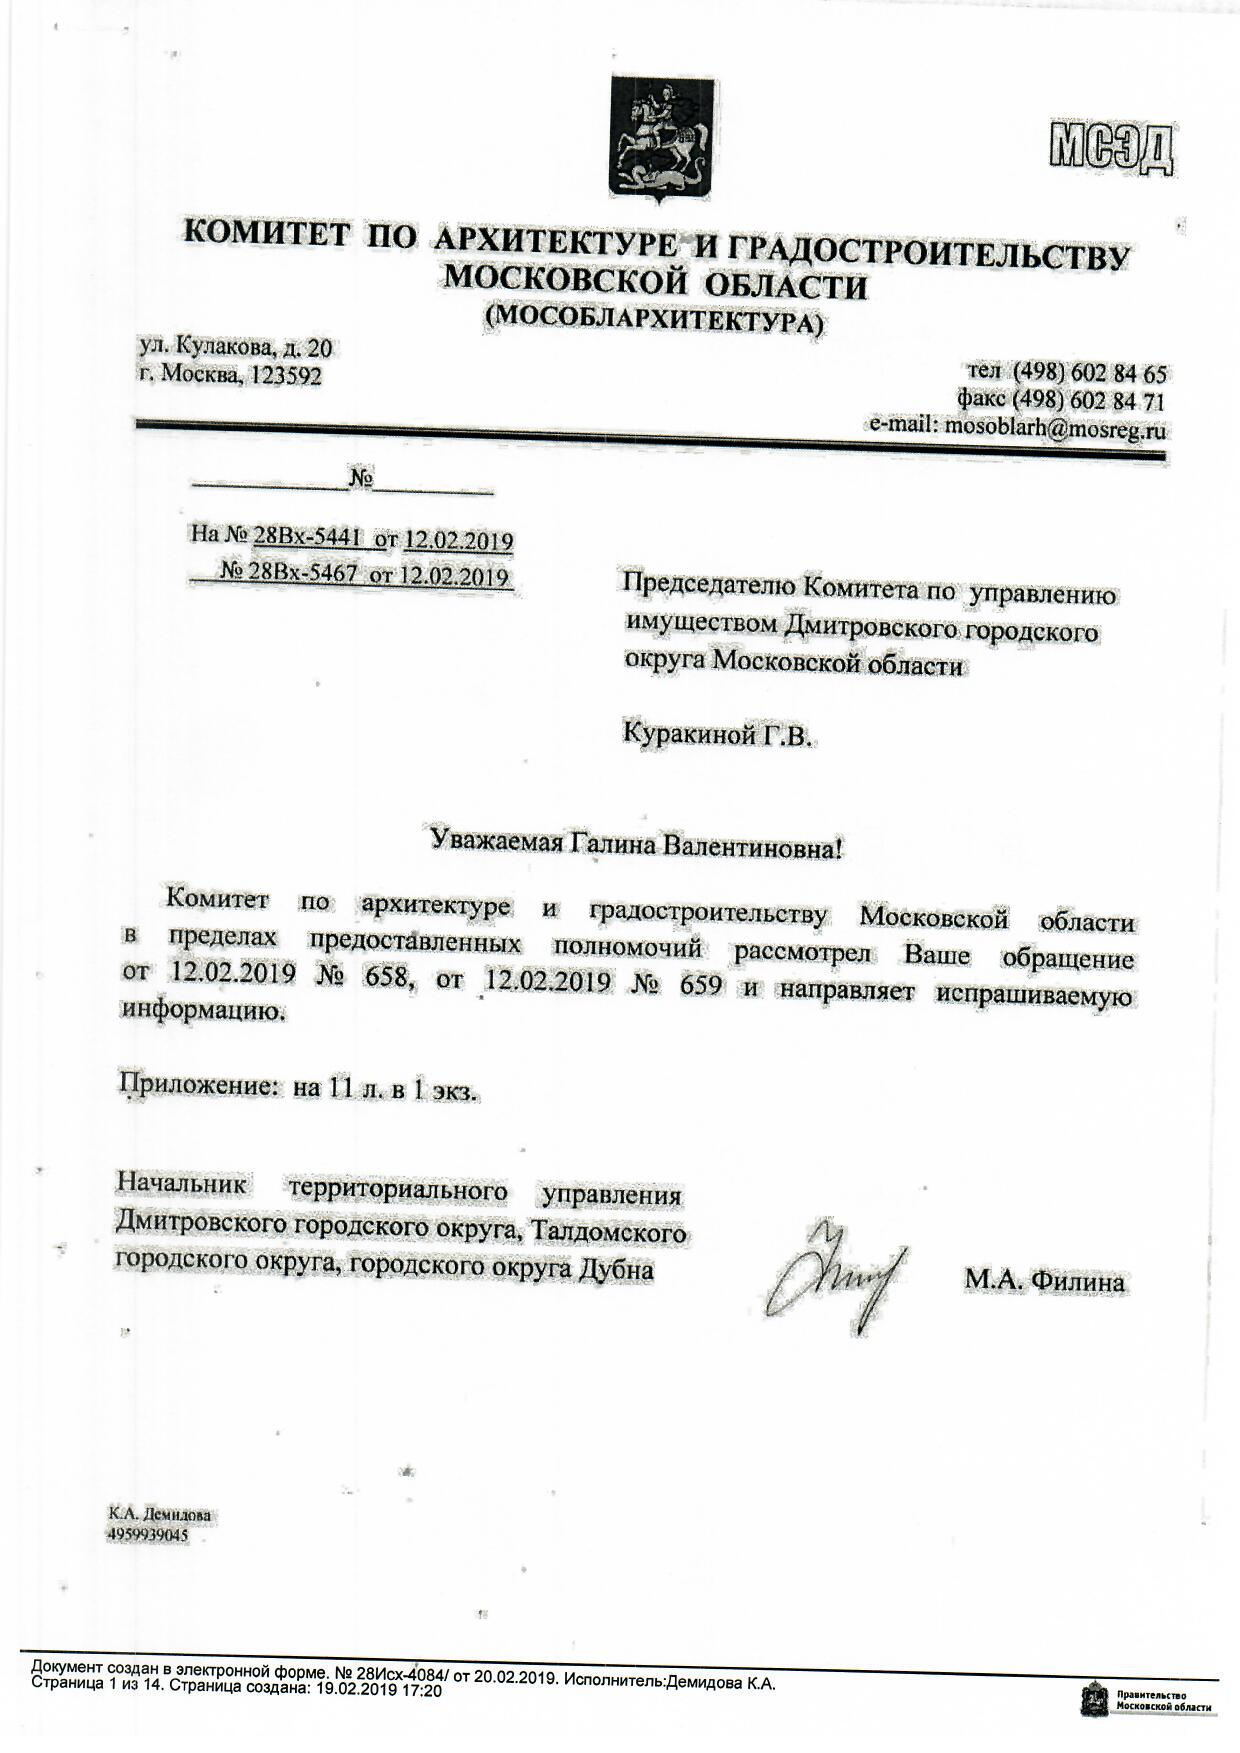 МСЭД
КОМИТЕТ ПО АРХИТЕКТУРЕ И ГРАДОСТРОИТЕЛЬСТВУ
МОСКОВСКОЙ ОБЛАСТИ
(МОСОБЛАРХИТЕКТУРА)
ул. Кулакова, д. 20
г. Москва, 123592
тел (498) 602 84 65
факс (498) 602 84 71
e-mail: mosoblarh@mosreg.ru
____________№_________
На № 28Вх-5441 от 12.02.2019
№ 28Вх-5467 от 12.02.2019
Председателю Комитета по управлению
имуществом Дмитровского городского
округа Московской области
Куракиной Г.В.
Уважаемая Галина Валентиновна!
Комитет по архитектуре и градостроительству Московской области
в пределах предоставленных полномочий рассмотрел Ваше обращение
от 12.02.2019 № 658, от 12.02.2019 № 659 и направляет испрашиваемую
информацию.
Приложение: на 11 л. в 1 экз.
Начальник территориального управления
Дмитровского городского округа, Талдомского
городского округа, городского округа Дубна
М.А. Филина
К.А. Демидова
4959939045
Документ создан в электронной форме. № 28Исх-4084/ от 20.02.2019. Исполнитель:Демидова К.А.
Страница 1 из 14. Страница создана: 19.02.2019 17:20
Правительство
Московской области